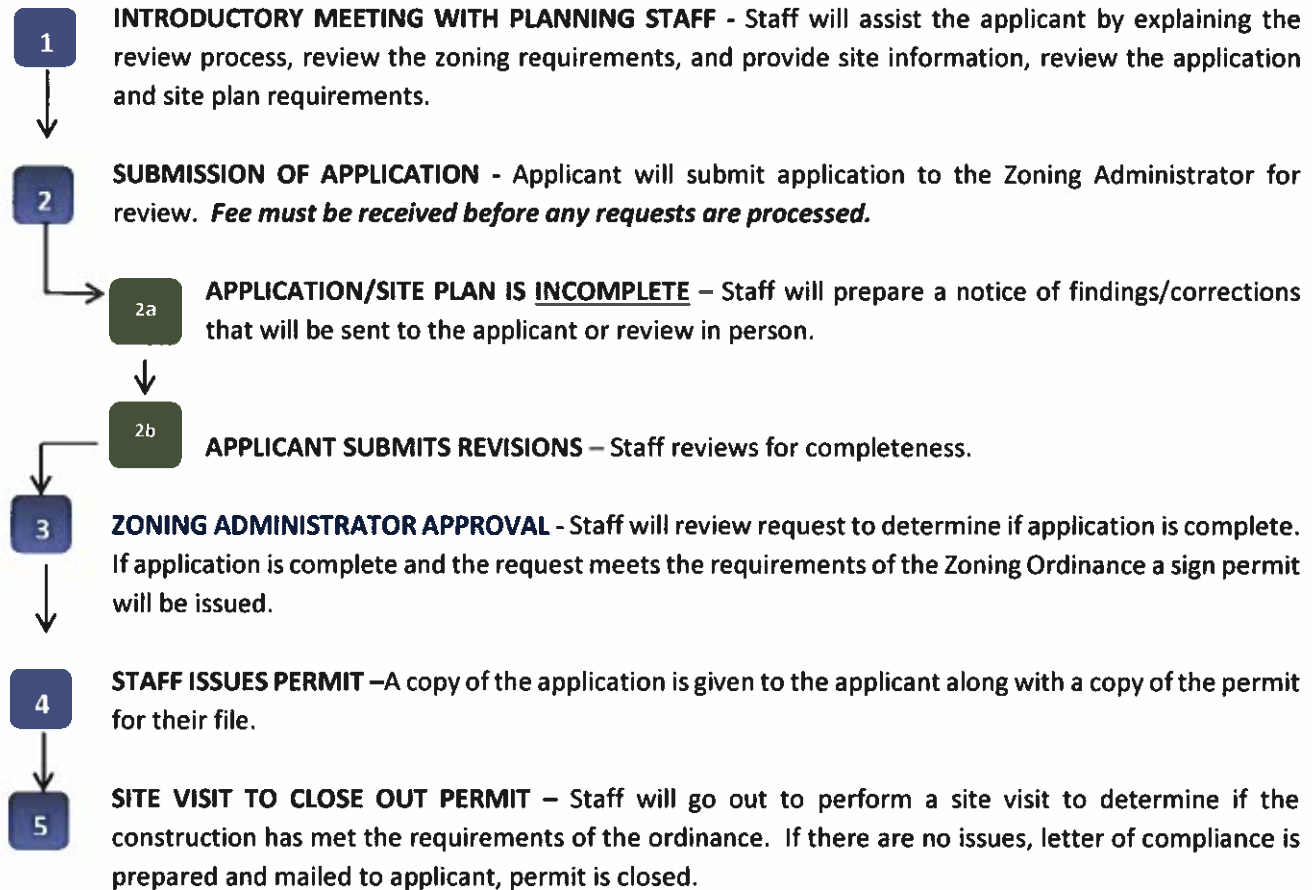 1
INTRODUCTORY MEETING WITH PLANNING STAFF - Staff will assist the applicant by explaining the
review process, review the zoning requirements, and provide site information, review the application
and site plan requirements.
2
SUBMISSION OF APPLICATION - Applicant will submit application to the Zoning Administrator for
review. Fee must be received before any requests are processed.
2a
APPLICATION/SITE PLAN IS INCOMPLETE – Staff will prepare a notice of findings/corrections
that will be sent to the applicant or review in person.
2b
APPLICANT SUBMITS REVISIONS – Staff reviews for completeness.
3
ZONING ADMINISTRATOR APPROVAL - Staff will review request to determine if application is complete.
If application is complete and the request meets the requirements of the Zoning Ordinance a sign permit
will be issued.
4
STAFF ISSUES PERMIT –A copy of the application is given to the applicant along with a copy of the permit
for their file.
5
SITE VISIT TO CLOSE OUT PERMIT – Staff will go out to perform a site visit to determine if the
construction has met the requirements of the ordinance. If there are no issues, letter of compliance is
prepared and mailed to applicant, permit is closed.